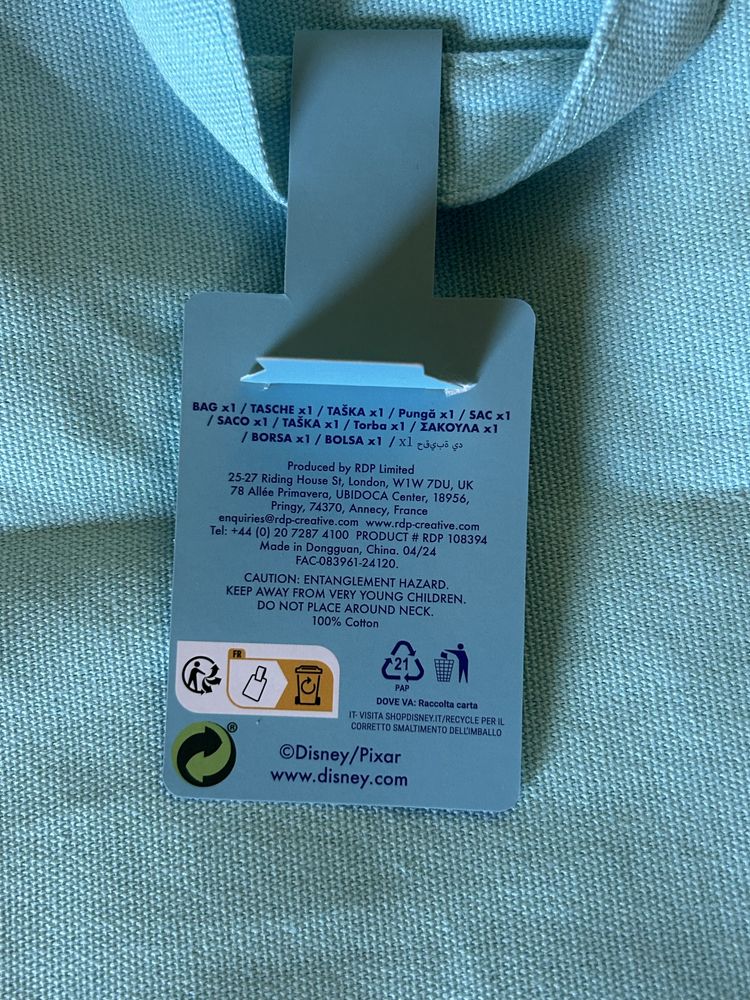 BAG x1 / TASCHE x1 / TAŠKA x1 / Pungă x1 / SAC x1
/ SACO x1 / TAŠKA x1 / Torba x1 / ΣΑΚΟΥΛΑ x1
/ BORSA x1 / BOLSA x1 / x1
Produced by RDP Limited
25-27 Riding House St, London, W1W 7DU, UK
78 Allée Primavera, UBIDOCA Center, 18956,
Pringy, 74370, Annecy, France
enquiries@rdp-creative.com www.rdp-creative.com
Tel: +44 (0) 20 7287 4100 PRODUCT # RDP 108394
Made in Dongguan, China. 04/24
FAC-083961-24120.
CAUTION: ENTANGLEMENT HAZARD.
KEEP AWAY FROM VERY YOUNG CHILDREN.
DO NOT PLACE AROUND NECK.
100% Cotton
FR
21
PAP
DOVE VA: Raccolta carta
IT- VISITA SHOPDISNEY.IT/RECYCLE PER IL
CORRETTO SMALTIMENTO DELL'IMBALLO
®
©Disney/Pixar
www.disney.com